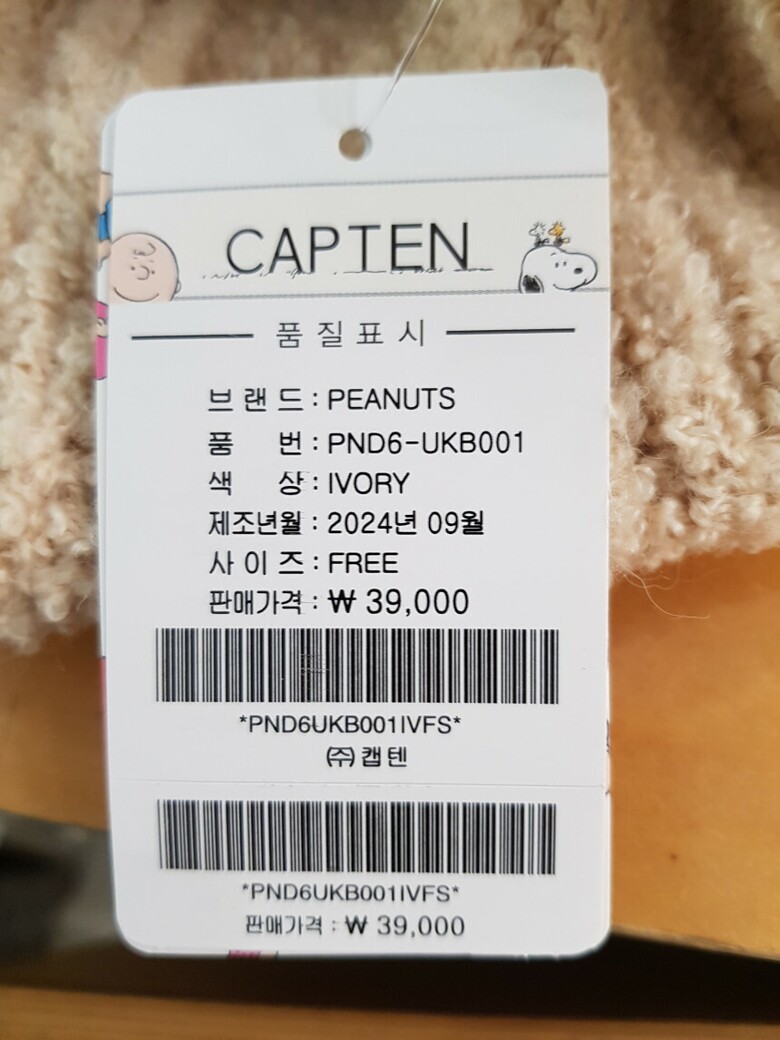 CAPTEN
품질표시
브랜드 : PEANUTS
품 번 : PND6-UKB001
색 상 : IVORY
제조년월 : 2024년 09월
사이즈 : FREE
판매가격 : ₩ 39,000
*PND6UKB001IVFS*
㈜캡텐
*PND6UKB001IVFS*
판매가격 : ₩ 39,000